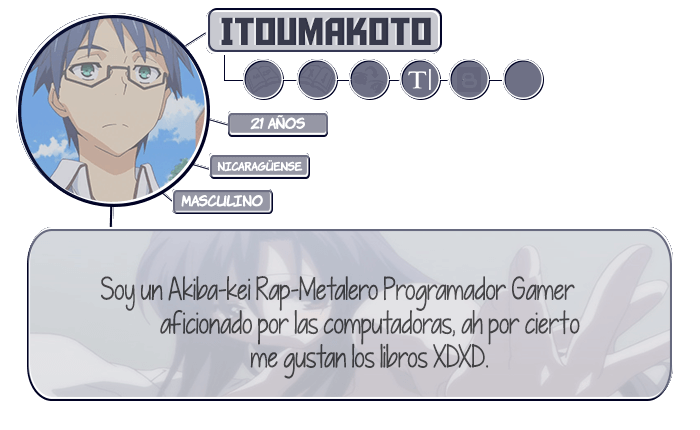 ITOUMAKOTO
T
21 AÑOS
NICARAGÜENSE
MASCULINO
Soy un Akiba-kei Rap-Metalero Programador Gamer
aficionado por las computadoras, ah por cierto
me gustan los libros XDXD.